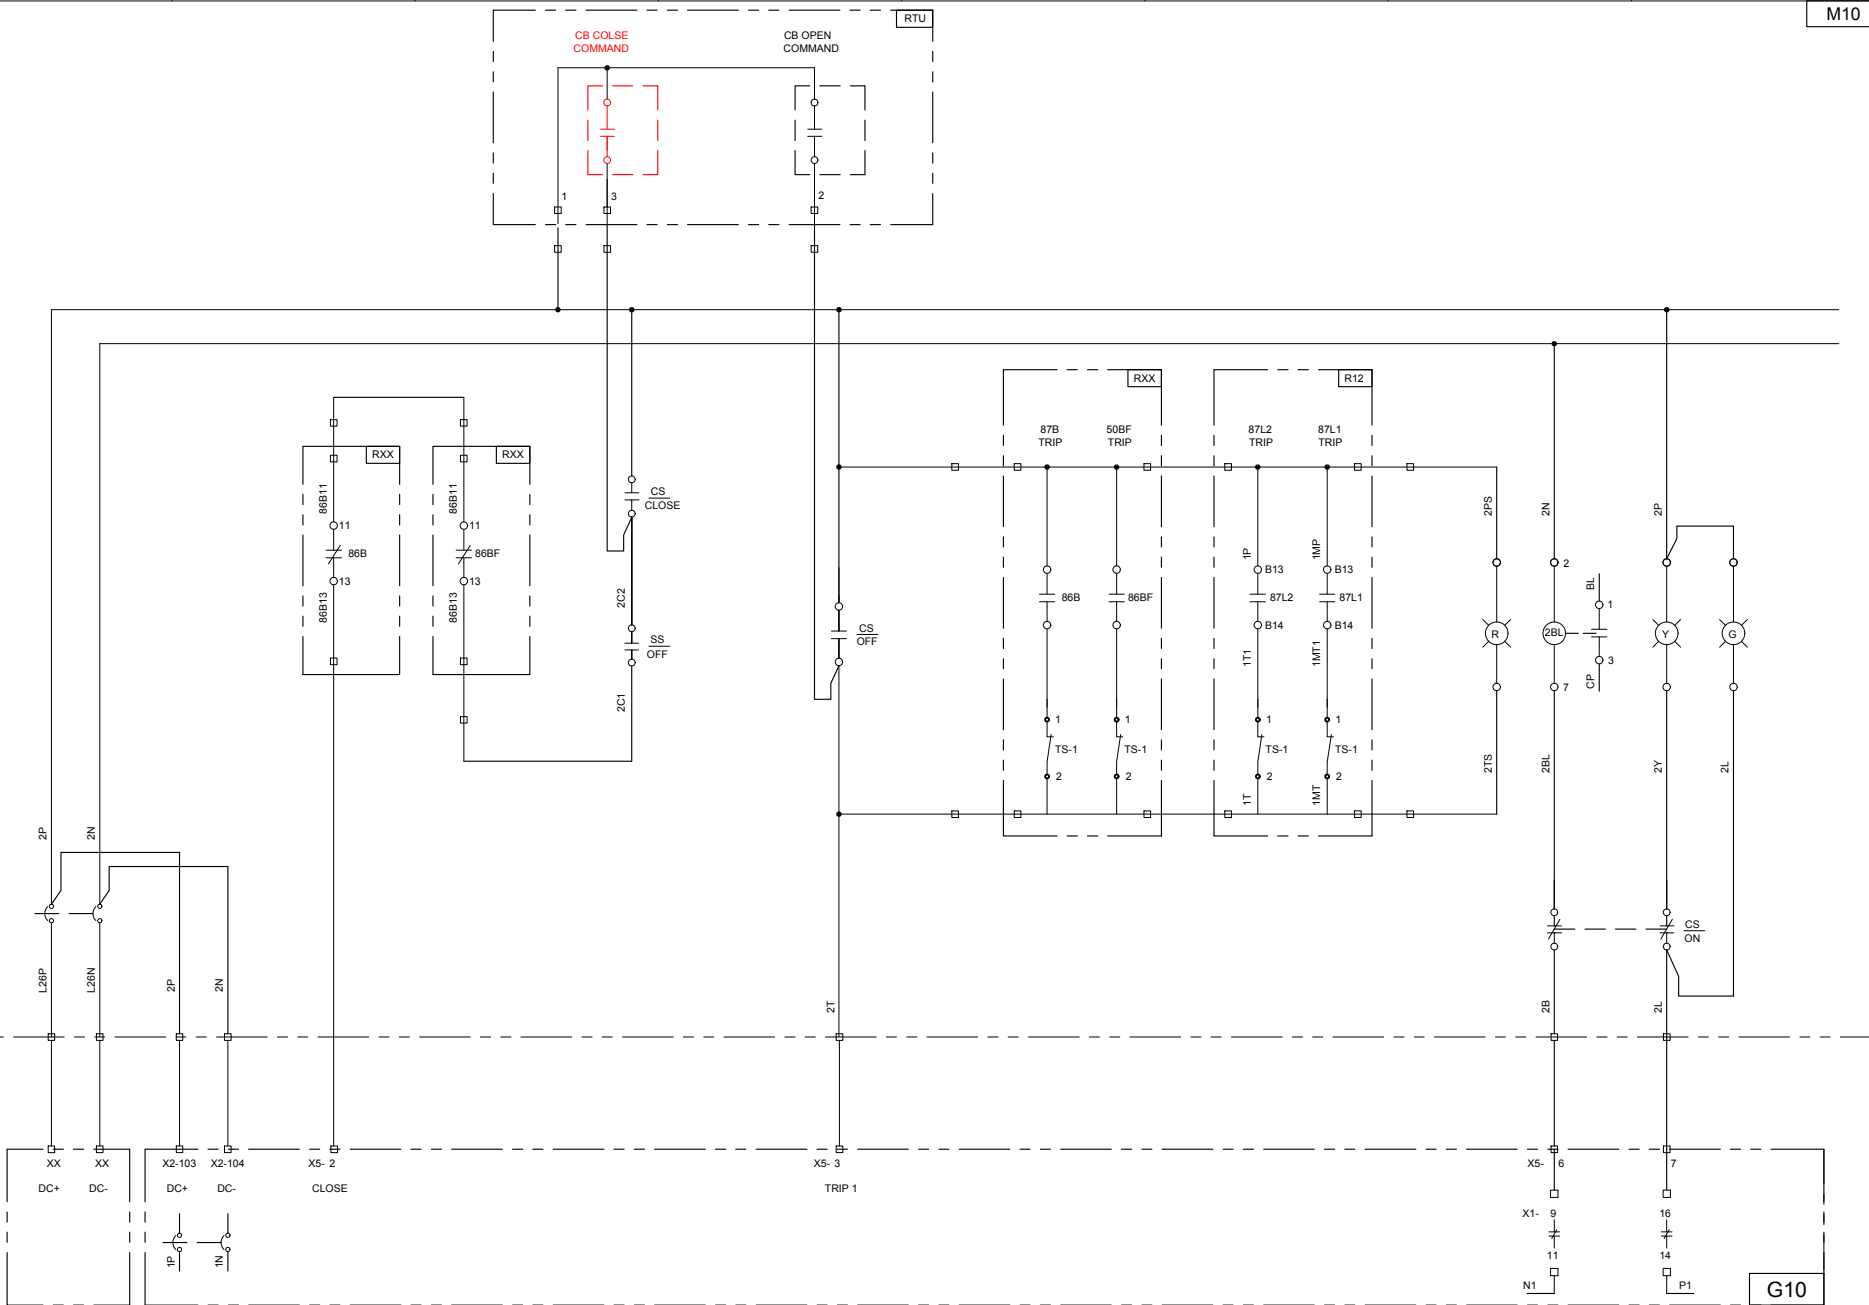 M10
RTU
CB COLSE
COMMAND
CB OPEN
COMMAND
1
3
2
RXX
RXX
86B11
11
86B
13
86B13
86B11
11
86BF
13
86B13
CS
CLOSE
2C2
SS
OFF
2C1
CS
OFF
RXX
87B
TRIP
50BF
TRIP
86B
86BF
1
TS-1
2
1
TS-1
2
R12
87L2
TRIP
87L1
TRIP
1P
1MP
B13
B13
87L2
87L1
B14
B14
1T1
1MT1
1
TS-1
2
1
TS-1
2
1T
1MT
2PS
R
2TS
2N
2
2BL
7
2BL
BL
1
3
CP
2P
Y
G
2Y
2L
CS
ON
2B
2L
2P
2N
L26P
L26N
2P
2N
2T
XX
XX
DC+
DC-
X2-103
X2-104
DC+
DC-
1P
1N
X5- 2
CLOSE
X5- 3
TRIP 1
X5-
6
7
X1-
9
16
11
14
N1
P1
G10